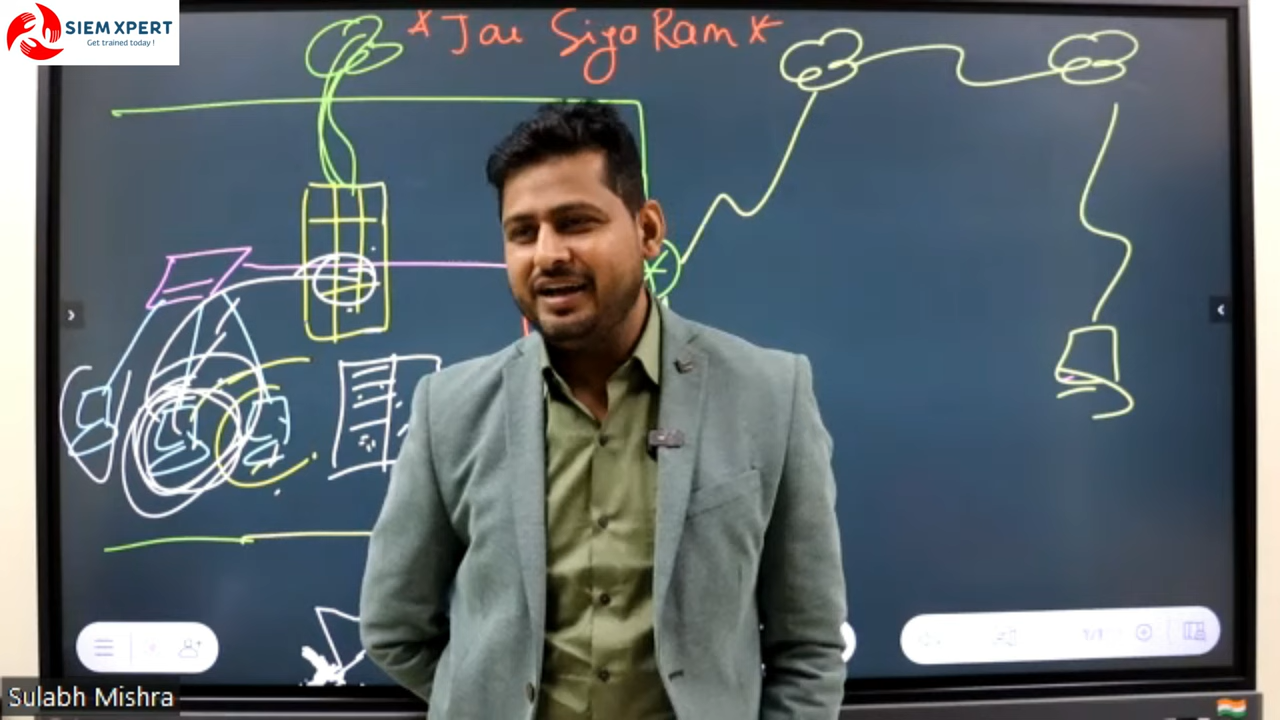 SIEM XPERT
Get trained today !
* Jai Siya Ram *
1/1
Sulabh Mishra